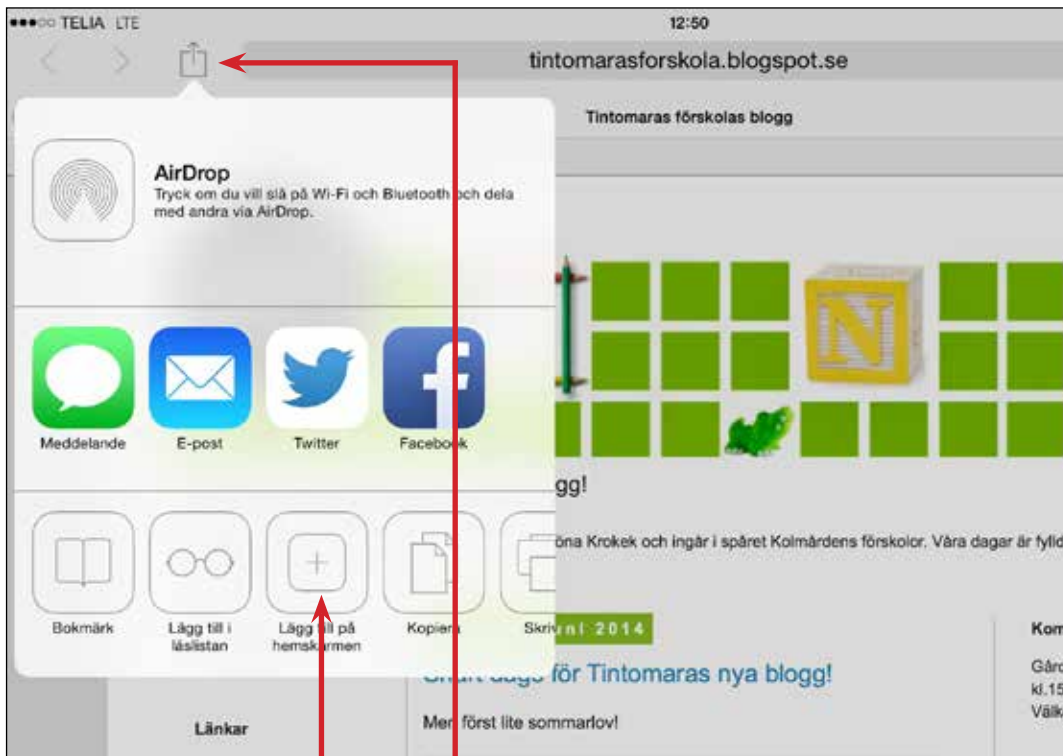 TELIA LTE
12:50
tintomarasforskola.blogspot.se
Tintomaras förskolas blogg
AirDrop
Tryck om du vill slå på Wi-Fi och Bluetooth och dela
med andra via AirDrop.
N
Meddelande
E-post
Twitter
Facebook
gg!
öna Krokek och ingår i spåret Kolmårdens förskolor. Våra dagar är fylld
Bokmärk
Lägg till i
läslistan
Lägg till på
hemskärmen
Kopiera
Skriv
2014
för Tintomaras nya blogg!
Men först lite sommarlov!
Länkar
Kom
Gård
kl.15
Välk